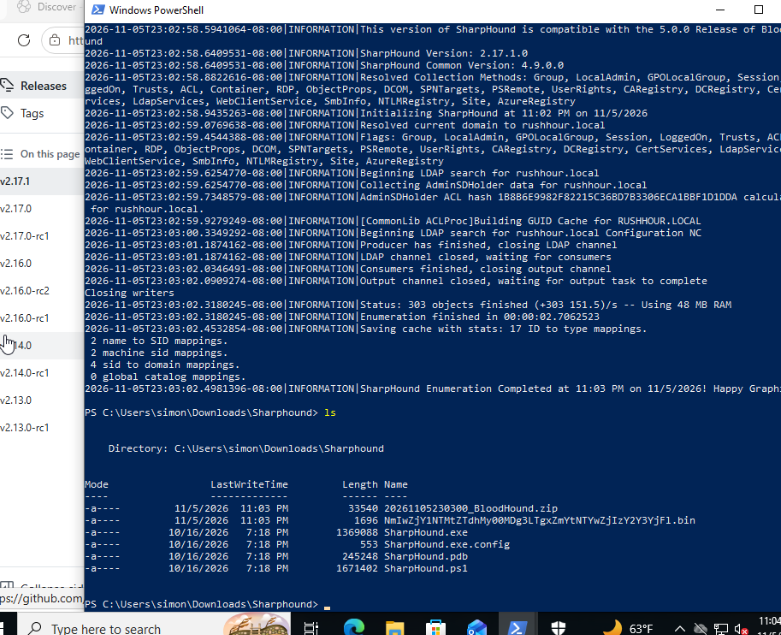 Discover
Windows PowerShell
Releases
Tags
On this page
v2.17.1
v2.17.0
v2.17.0-rc1
v2.16.0
v2.16.0-rc2
v2.16.0-rc1
14.0
v2.14.0-rc1
v2.13.0
v2.13.0-rc1
ps://github.com
2026-11-05T23:02:58.5941064-08:00|INFORMATION|This version of SharpHound is compatible with the 5.0.0 Release of Bloo
und
2026-11-05T23:02:58.6409531-08:00|INFORMATION|SharpHound Version: 2.17.1.0
2026-11-05T23:02:58.6409531-08:00|INFORMATION|SharpHound Common Version: 4.9.0.0
2026-11-05T23:02:58.8822616-08:00|INFORMATION|Resolved Collection Methods: Group, LocalAdmin, GPOLocalGroup, Session
ggedOn, Trusts, ACL, Container, RDP, ObjectProps, DCOM, SPNTargets, PSRemote, UserRights, CARegistry, DCRegistry, Cer
rvices, LdapServices, WebClientService, SmbInfo, NTLMRegistry, Site, AzureRegistry
2026-11-05T23:02:58.9435263-08:00|INFORMATION|Initializing SharpHound at 11:02 PM on 11/5/2026
2026-11-05T23:02:59.0769638-08:00|INFORMATION|Resolved current domain to rushhour.local
2026-11-05T23:02:59.4544388-08:00|INFORMATION|Flags: Group, LocalAdmin, GPOLocalGroup, Session, LoggedOn, Trusts, AC
ontainer, RDP, ObjectProps, DCOM, SPNTargets, PSRemote, UserRights, CARegistry, DCRegistry, CertServices, LdapService
WebClientService, SmbInfo, NTLMRegistry, Site, AzureRegistry
2026-11-05T23:02:59.6254770-08:00|INFORMATION|Beginning LDAP search for rushhour.local
2026-11-05T23:02:59.6254770-08:00|INFORMATION|Collecting AdminSDHolder data for rushhour.local
2026-11-05T23:02:59.7348579-08:00|INFORMATION|AdminSDHolder ACL hash 1B8B6E9982F82215C36BD7B3306ECA1BBF1D1DDA calcula
for rushhour.local.
2026-11-05T23:02:59.9279249-08:00|INFORMATION|[CommonLib ACLProc]Building GUID Cache for RUSHHOUR.LOCAL
2026-11-05T23:03:00.3349292-08:00|INFORMATION|Beginning LDAP search for rushhour.local Configuration NC
2026-11-05T23:03:01.1874162-08:00|INFORMATION|Producer has finished, closing LDAP channel
2026-11-05T23:03:01.1874162-08:00|INFORMATION|LDAP channel closed, waiting for consumers
2026-11-05T23:03:02.0346491-08:00|INFORMATION|Consumers finished, closing output channel
2026-11-05T23:03:02.0909274-08:00|INFORMATION|Output channel closed, waiting for output task to complete
Closing writers
2026-11-05T23:03:02.3180245-08:00|INFORMATION|Status: 303 objects finished (+303 151.5)/s -- Using 48 MB RAM
2026-11-05T23:03:02.3180245-08:00|INFORMATION|Enumeration finished in 00:00:02.7062523
2026-11-05T23:03:02.4532854-08:00|INFORMATION|Saving cache with stats: 17 ID to type mappings.
2 name to SID mappings.
2 machine sid mappings.
4 sid to domain mappings.
0 global catalog mappings.
2026-11-05T23:03:02.4981396-08:00|INFORMATION|SharpHound Enumeration Completed at 11:03 PM on 11/5/2026! Happy Graphi
PS C:\Users\simon\Downloads\Sharphound> ls
Directory: C:\Users\simon\Downloads\Sharphound
Mode LastWriteTime Length Name
---- ------------- ------ ----
-a---- 11/5/2026 11:03 PM 33540 20261105230300_BloodHound.zip
-a---- 11/5/2026 11:03 PM 1696 NmIwZjY1NTMtZTdhMy00MDg3LTgxZmYtNTYwZjIzY2Y3YjFl.bin
-a---- 10/16/2026 7:18 PM 1369088 SharpHound.exe
-a---- 10/16/2026 7:18 PM 553 SharpHound.exe.config
-a---- 10/16/2026 7:18 PM 245248 SharpHound.pdb
-a---- 10/16/2026 7:18 PM 1671402 SharpHound.ps1
PS C:\Users\simon\Downloads\Sharphound>
Type here to search
63°F